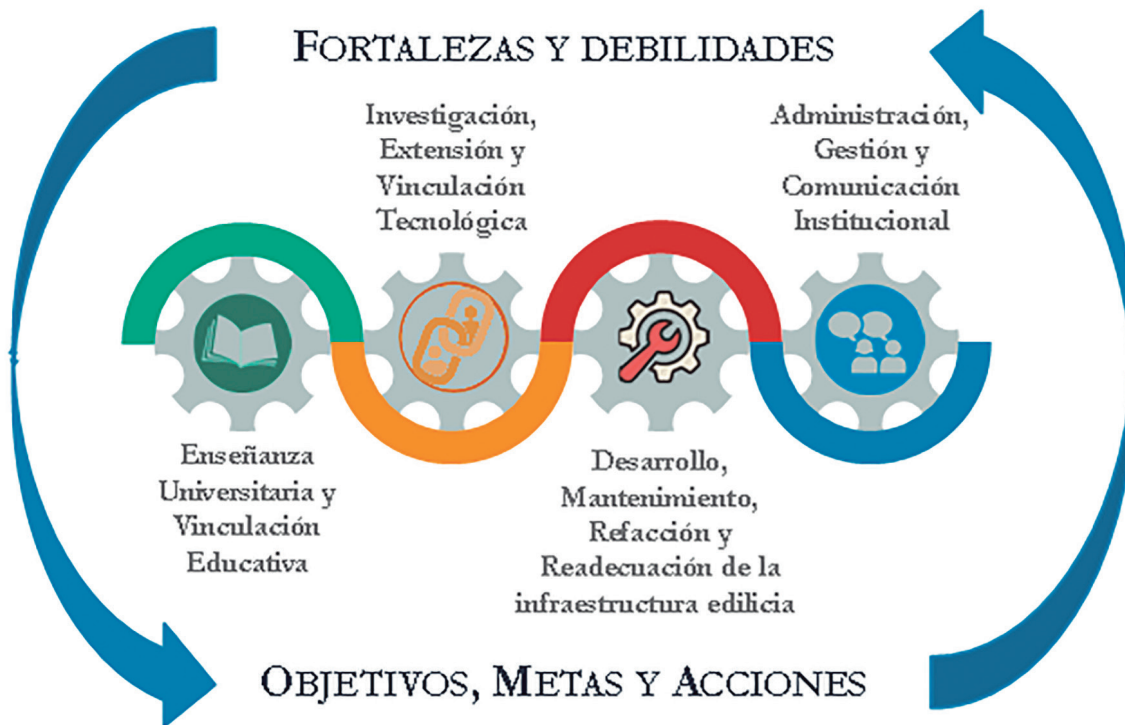 FORTALEZAS Y DEBILIDADES
Investigación,
Extensión y
Vinculación
Tecnológica
Administración,
Gestión y
Comunicación
Institucional
Enseñanza
Universitaria y
Vinculación
Educativa
Desarrollo,
Mantenimiento,
Refacción y
Readecuación de la
infraestructura edilicia
OBJETIVOS, METAS Y ACCIONES